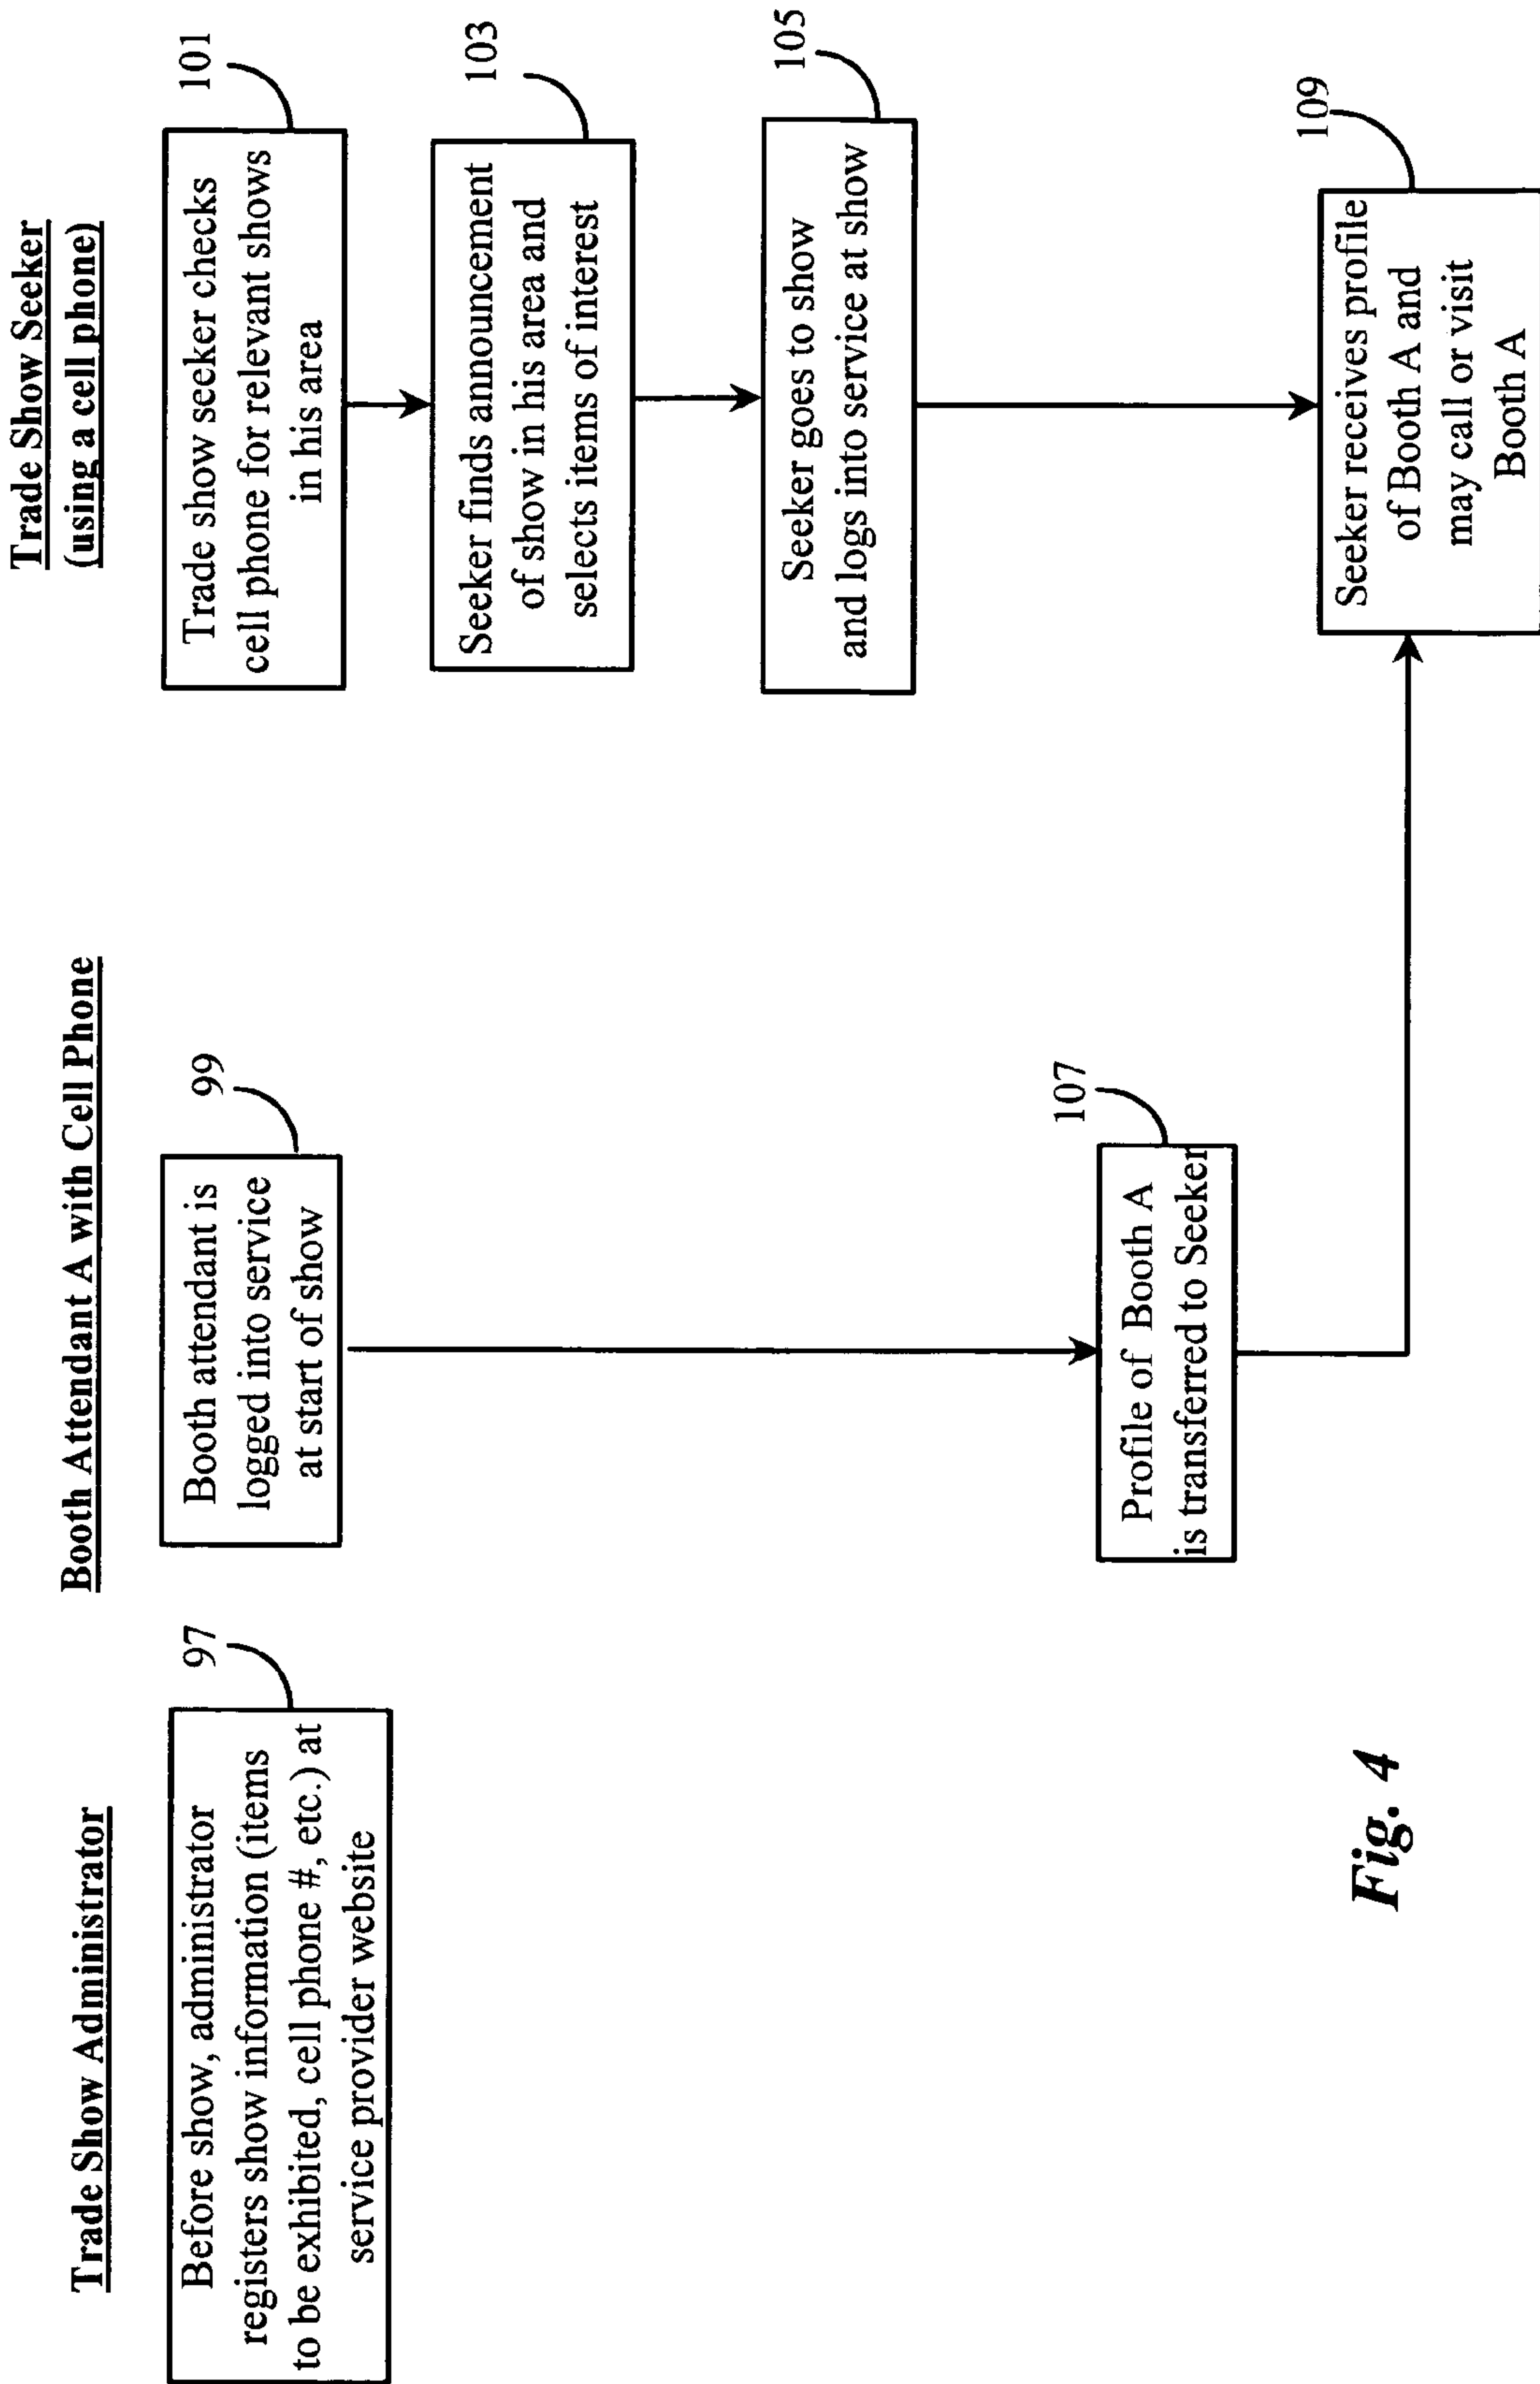 Trade Show Administrator
97
Before show, administrator
registers show information (items
to be exhibited, cell phone #, etc.) at
service provider website
Booth Attendant A with Cell Phone
99
Booth attendant is
logged into service
at start of show
107
Profile of Booth A
is transferred to Seeker
Trade Show Seeker
(using a cell phone)
101
Trade show seeker checks
cell phone for relevant shows
in his area
103
Seeker finds announcement
of show in his area and
selects items of interest
105
Seeker goes to show
and logs into service at show
109
Seeker receives profile
of Booth A and
may call or visit
Booth A
Fig. 4